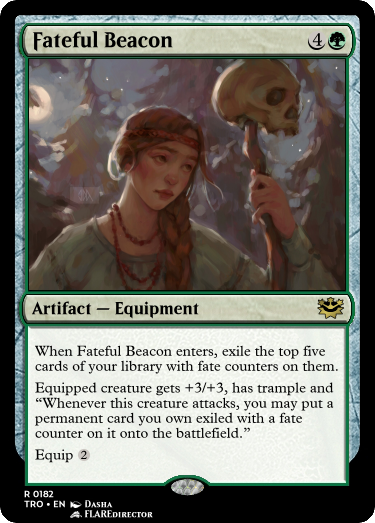 Fateful Beacon 4
Artifact — Equipment
When Fateful Beacon enters, exile the top five
cards of your library with fate counters on them.
Equipped creature gets +3/+3, has trample and
“Whenever this creature attacks, you may put a
permanent card you own exiled with a fate
counter on it onto the battlefield.”
Equip 2
R 0182
TRO • EN Dasha
FLAREDIRECTOR